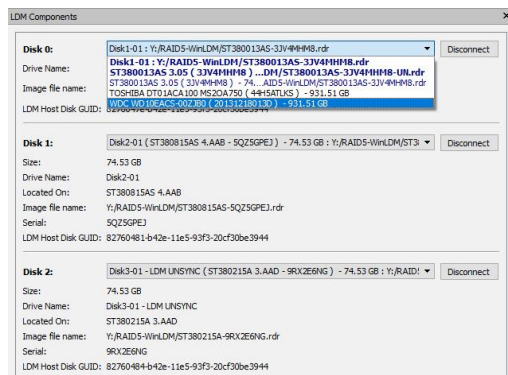 LDM Components
Disk 0: Disk1-01 : Y:/RAID5-WinLDM/ST380013AS-3JV4MHM8.rdr Disconnect
Disk1-01 : Y:/RAID5-WinLDM/ST380013AS-3JV4MHM8.rdr
Drive Name: ST380013AS 3.05 ( 3JV4MHM8 ) ...DM/ST380013AS-3JV4MHM8-UN.rdr
ST380013AS 3.05 ( 3JV4MHM8 ) - 74...AID5-WinLDM/ST380013AS-3JV4MHM8.rdr
Image file name: TOSHIBA DT01ACA100 MS2OA750 ( 44H5ATLKS ) - 931.51 GB
WDC WD10EACS-00ZJB0 ( 20131218013D ) - 931.51 GB
LDM Host Disk GUID:
Disk 1: Disk2-01 ( ST380815AS 4.AAB - 5QZ5GPEJ ) - 74.53 GB : Y:/RAID5-WinLDM/ST3 Disconnect
Size: 74.53 GB
Drive Name: Disk2-01
Located On: ST380815AS 4.AAB
Image file name: Y:/RAID5-WinLDM/ST380815AS-5QZ5GPEJ.rdr
Serial: 5QZ5GPEJ
LDM Host Disk GUID: 82760481-b42e-11e5-93f3-20cf30be3944
Disk 2: Disk3-01 - LDM UNSYNC ( ST380215A 3.AAD - 9RX2E6NG ) - 74.53 GB : Y:/RAID5 Disconnect
Size: 74.53 GB
Drive Name: Disk3-01 - LDM UNSYNC
Located On: ST380215A 3.AAD
Image file name: Y:/RAID5-WinLDM/ST380215A-9RX2E6NG.rdr
Serial: 9RX2E6NG
LDM Host Disk GUID: 82760484-b42e-11e5-93f3-20cf30be3944